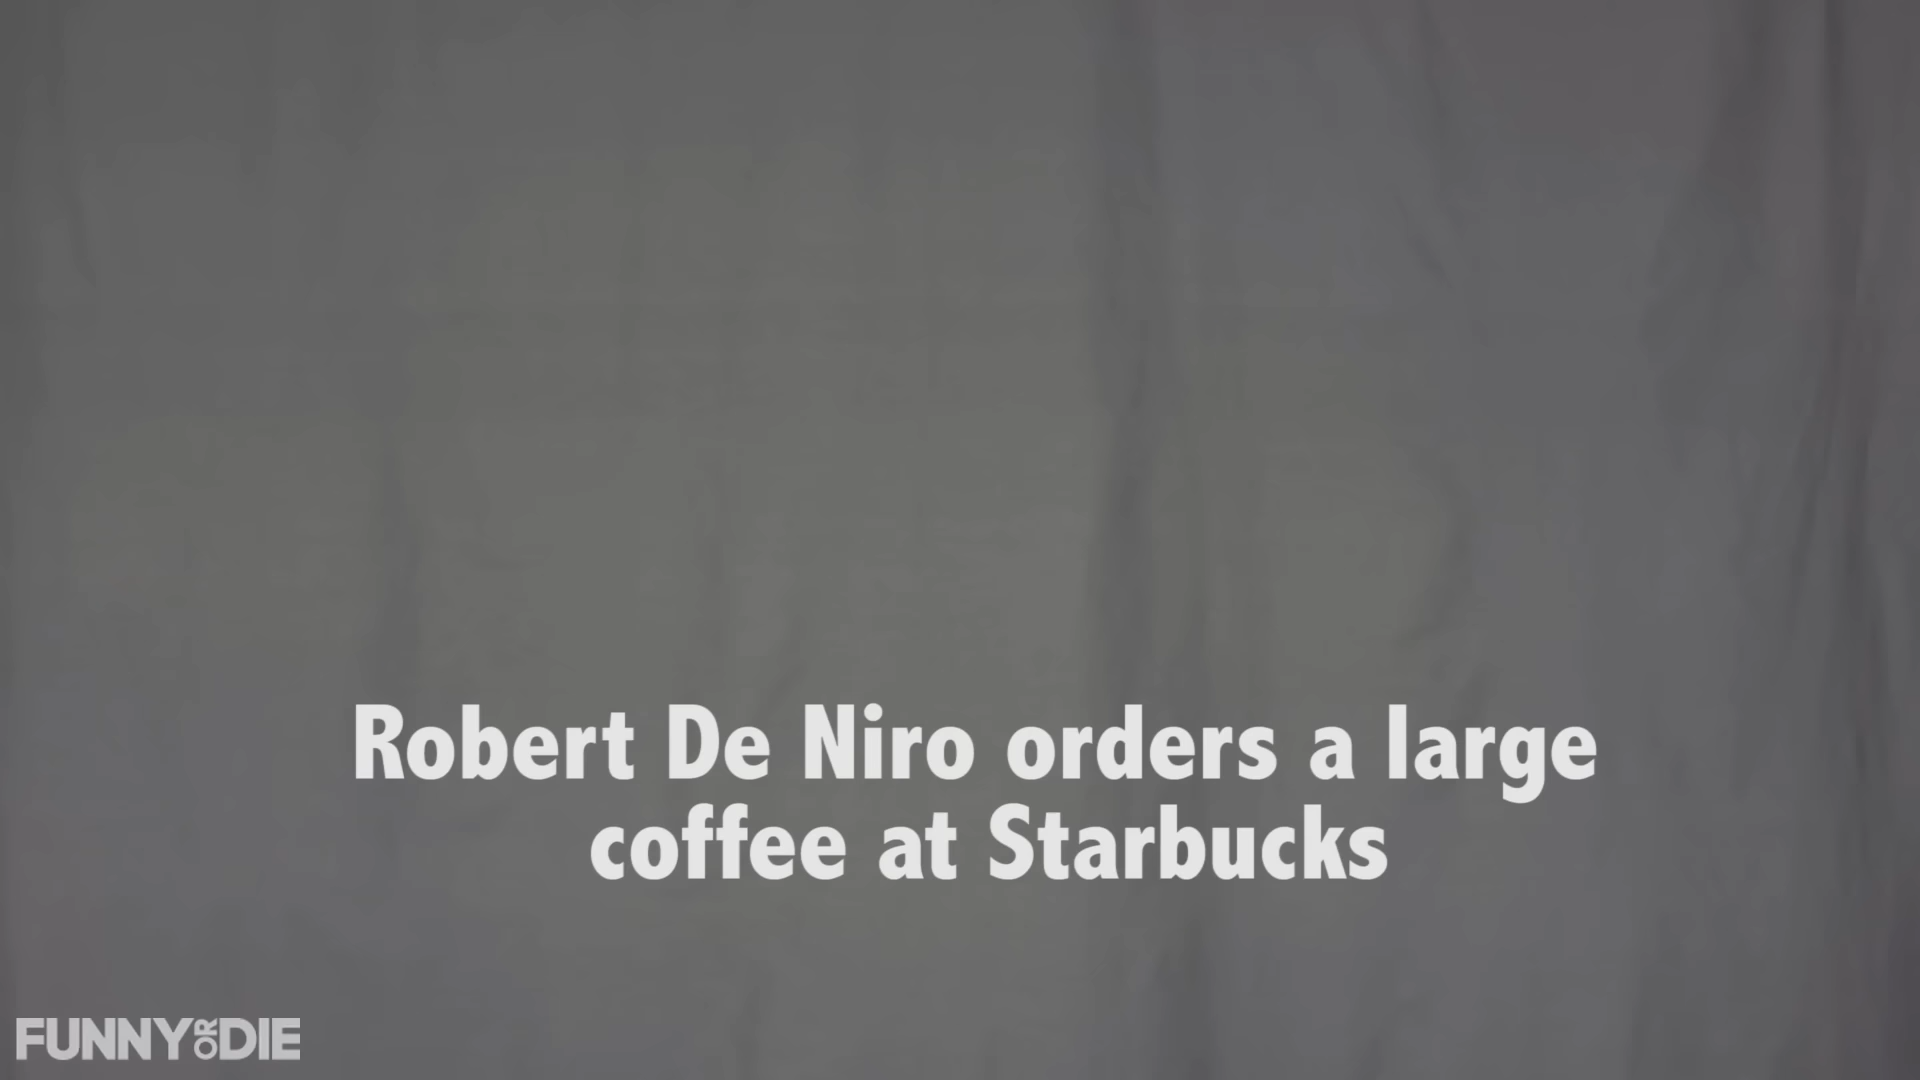 Robert De Niro orders a large
coffee at Starbucks
FUNNY OR DIE